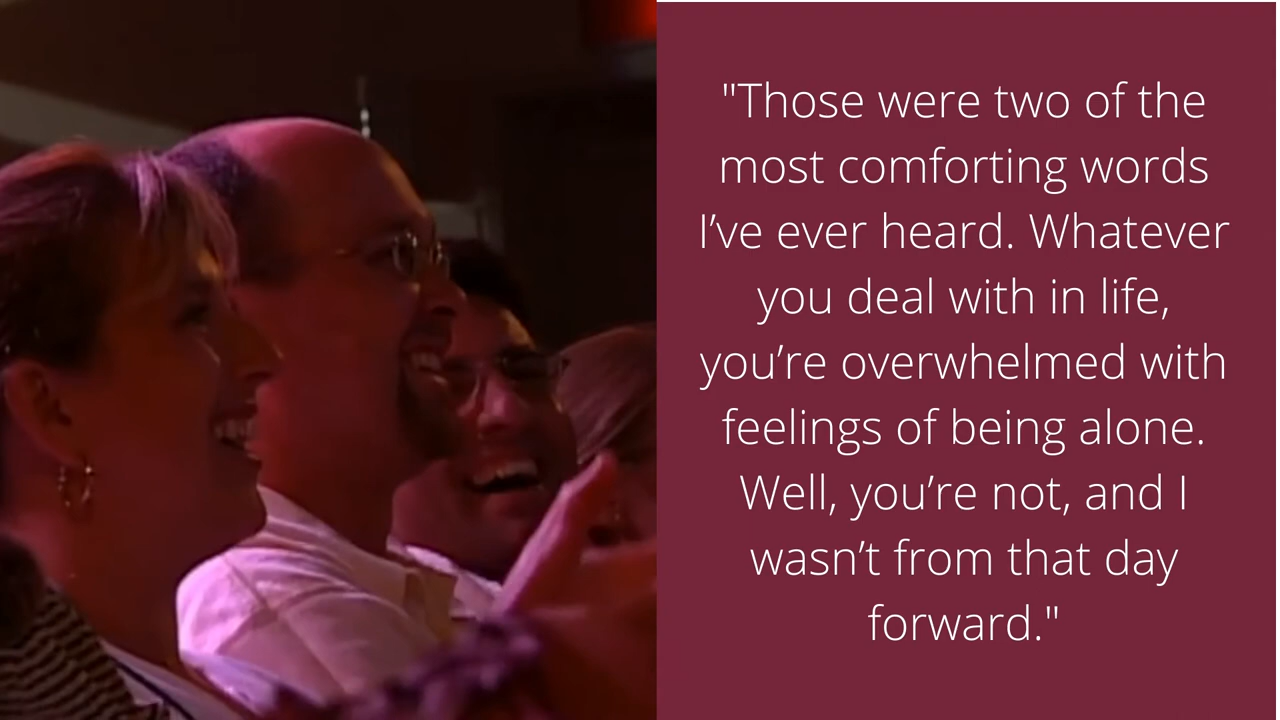 "Those were two of the
most comforting words
I’ve ever heard. Whatever
you deal with in life,
you’re overwhelmed with
feelings of being alone.
Well, you’re not, and I
wasn’t from that day
forward."